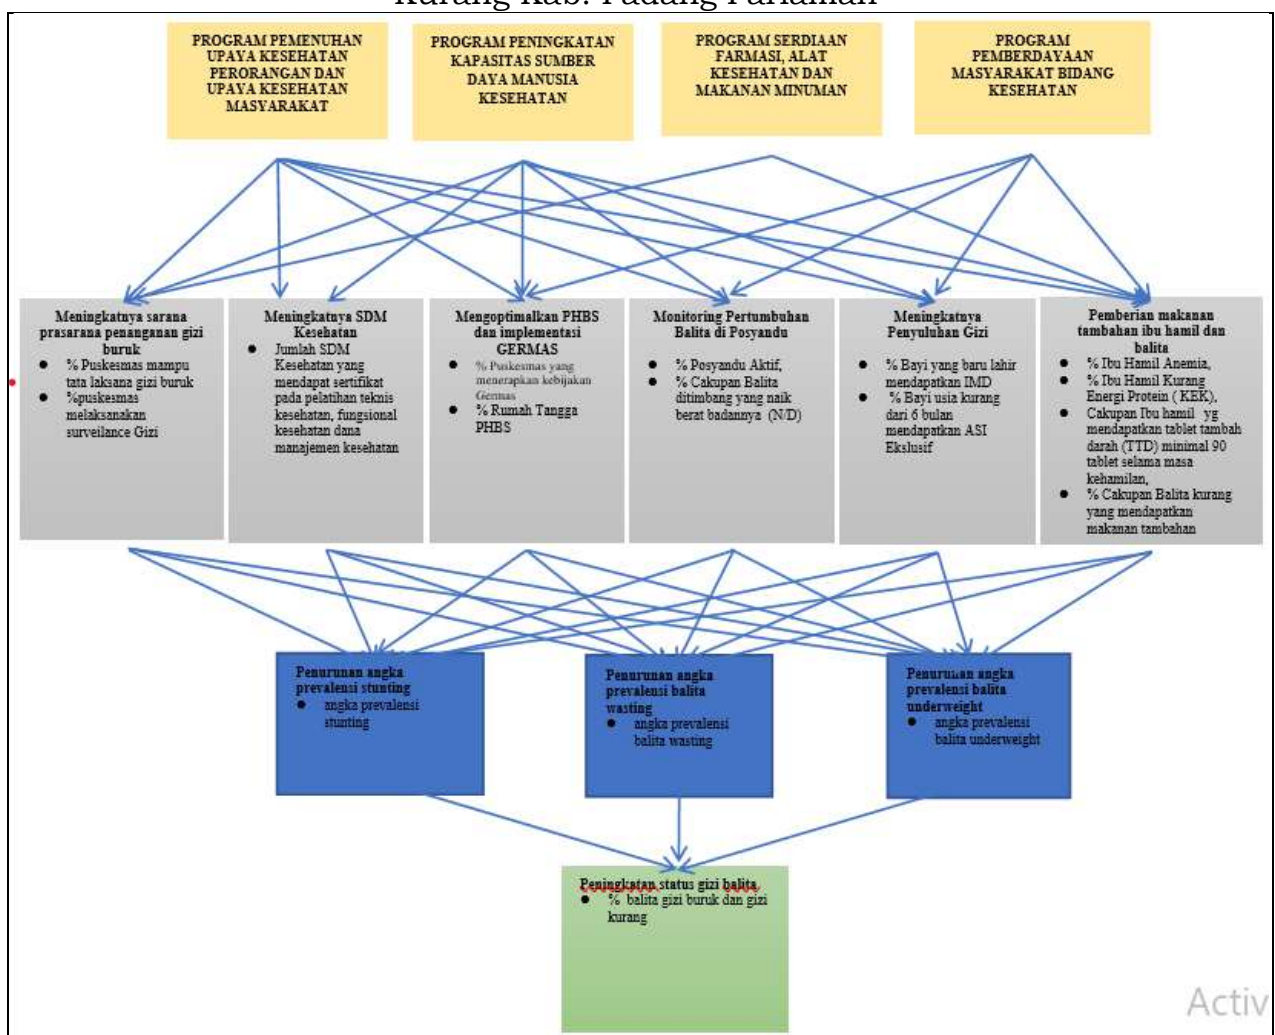 Kurang Kab. Padang Pariaman
PROGRAM PEMENUHAN
UPAYA KESEHATAN
PERORANGAN DAN
UPAYA KESEHATAN
MASYARAKAT
PROGRAM PENINGKATAN
KAPASITAS SUMBER
DAYA MANUSIA
KESEHATAN
PROGRAM SERDIAAN
FARMASI, ALAT
KESEHATAN DAN
MAKANAN MINUMAN
PROGRAM
PEMBERDAYAAN
MASYARAKAT BIDANG
KESEHATAN
Meningkatnya sarana
prasarana penanganan gizi
buruk
● % Puskesmas mampu
tata laksana gizi buruk
● %puskesmas
melaksanakan
surveilance Gizi
Meningkatnya SDM
Kesehatan
● Jumlah SDM
Kesehatan yang
mendapat sertifikat
pada pelatihan teknis
kesehatan, fungsional
kesehatan dana
manajemen kesehatan
Mengoptimalkan PHBS
dan implementasi
GERMAS
● % Puskesmas yang
menerapkan kebijakan
Germas
● % Rumah Tangga
PHBS
Monitoring Pertumbuhan
Balita di Posyandu
● % Posyandu Aktif,
● % Cakupan Balita
ditimbang yang naik
berat badannya (N/D)
Meningkatnya
Penyuluhan Gizi
● % Bayi yang baru lahir
mendapatkan IMD
● % Bayi usia kurang
dari 6 bulan
mendapatkan ASI
Ekslusif
Pemberian makanan
tambahan ibu hamil dan
balita
● % Ibu Hamil Anemia,
● % Ibu Hamil Kurang
Energi Protein ( KEK),
● Cakupan Ibu hamil yg
mendapatkan tablet tambah
darah (TTD) minimal 90
tablet selama masa
kehamilan,
● % Cakupan Balita kurang
yang mendapatkan
makanan tambahan
Penurunan angka
prevalensi stunting
● angka prevalensi
stunting
Penurunan angka
prevalensi balita
wasting
● angka prevalensi
balita wasting
Penurunan angka
prevalensi balita
underweight
● angka prevalensi
balita underweight
Peningkatan status gizi balita
● % balita gizi buruk dan gizi
kurang
Activ